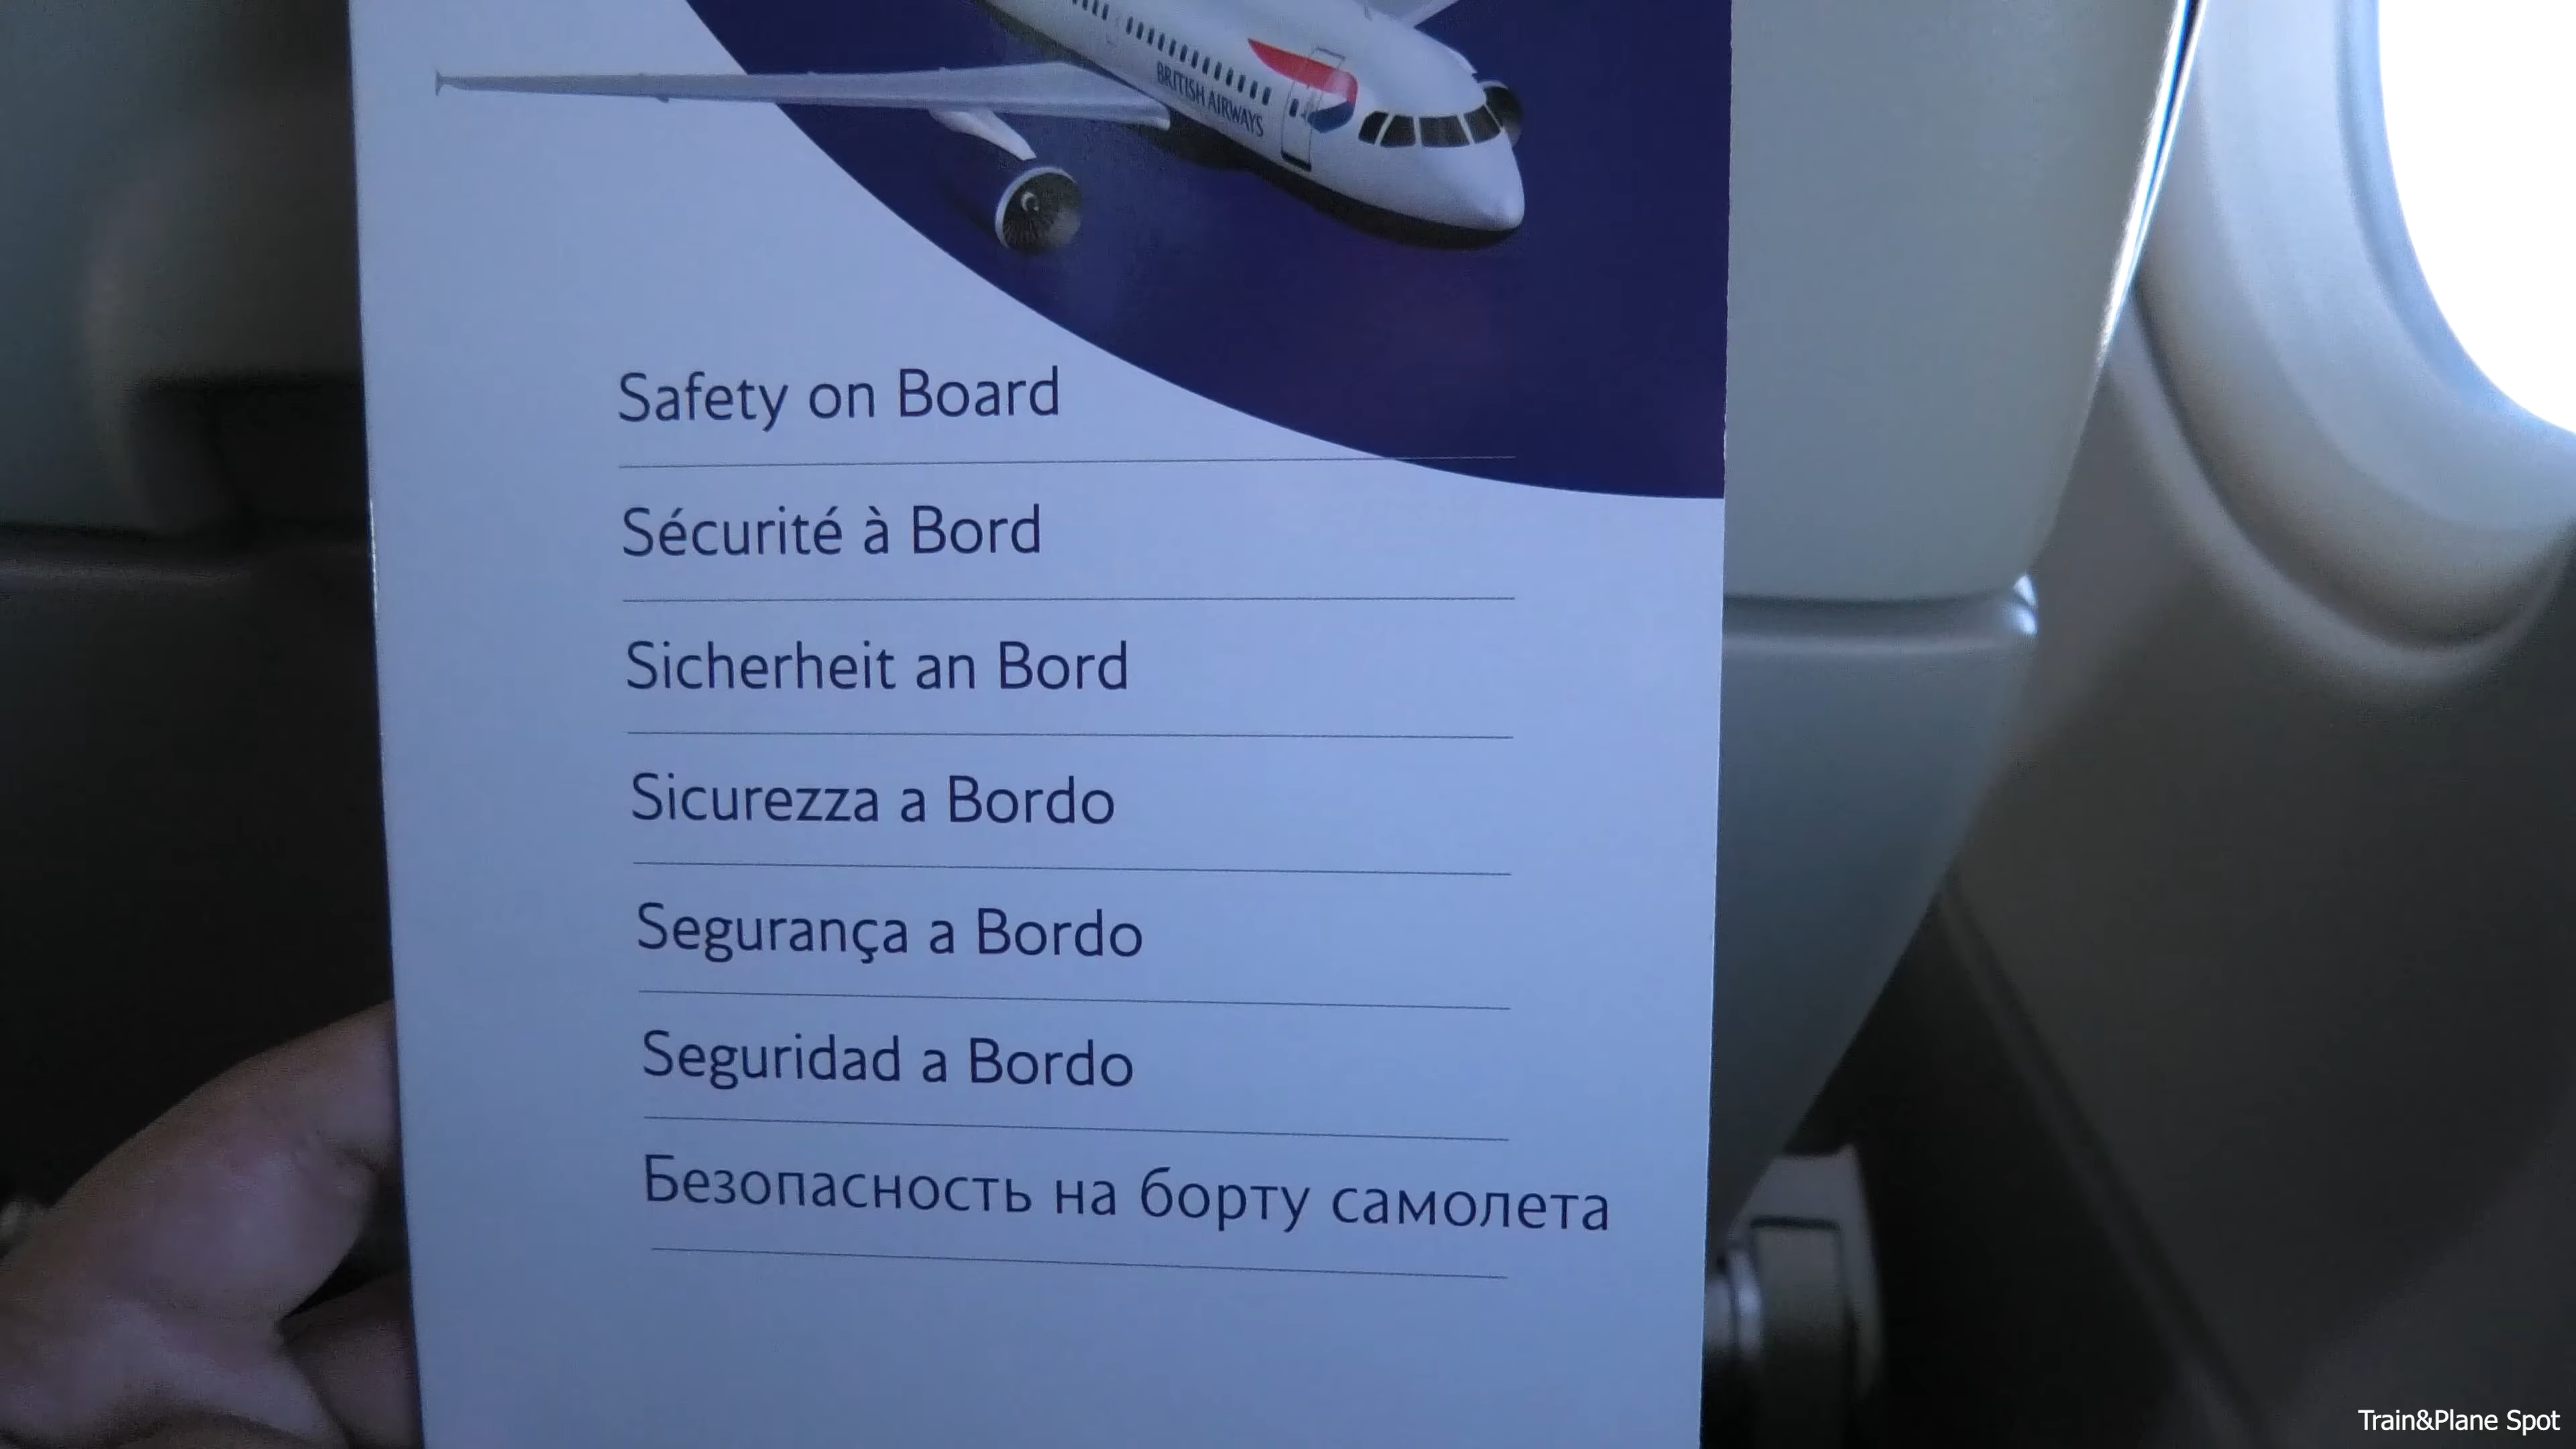 BRITISH AIRWAYS
Safety on Board
Sécurité à Bord
Sicherheit an Bord
Sicurezza a Bordo
Segurança a Bordo
Seguridad a Bordo
Безопасность на борту самолета
Train&Plane Spot